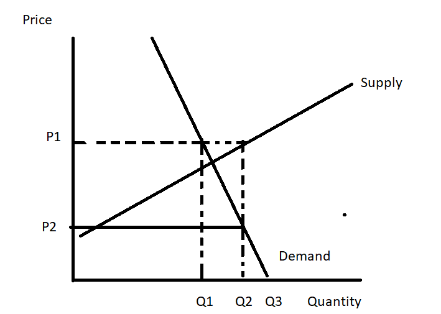 Price
Supply
P1
P2
Demand
Q1 Q2 Q3 Quantity